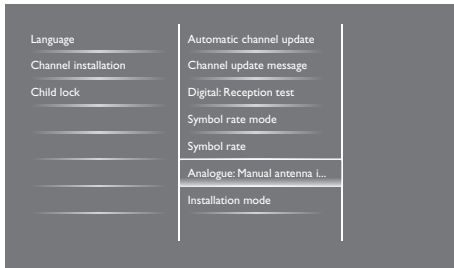 Language
Channel installation
Child lock
Automatic channel update
Channel update message
Digital: Reception test
Symbol rate mode
Symbol rate
Analogue: Manual antenna i...
Installation mode